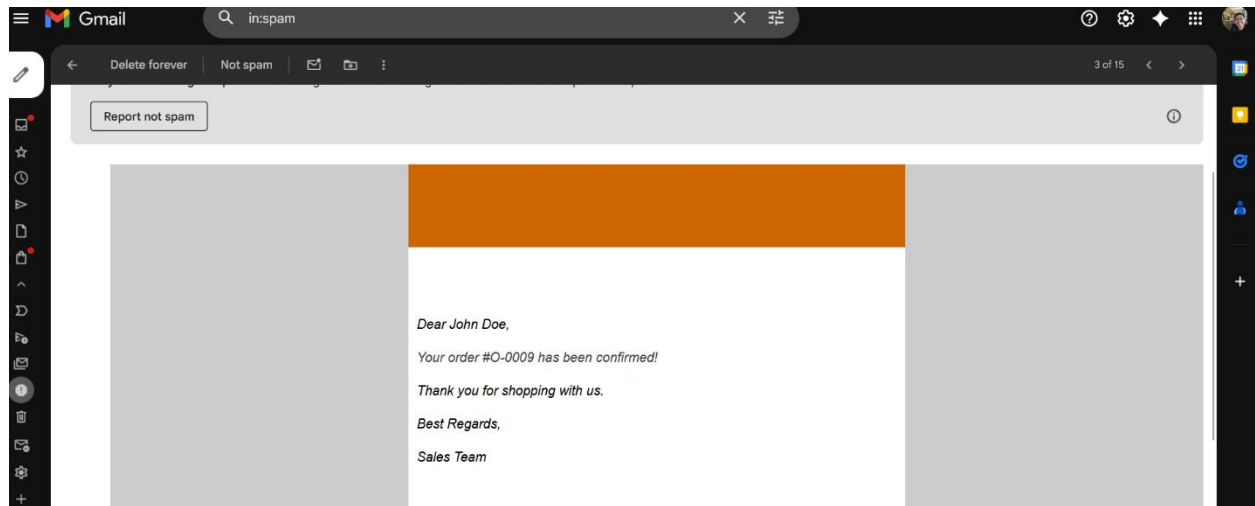 Gmail
in:spam
Delete forever
Not spam
3 of 15
Report not spam
31
Dear John Doe,
Your order #O-0009 has been confirmed!
Thank you for shopping with us.
Best Regards,
Sales Team